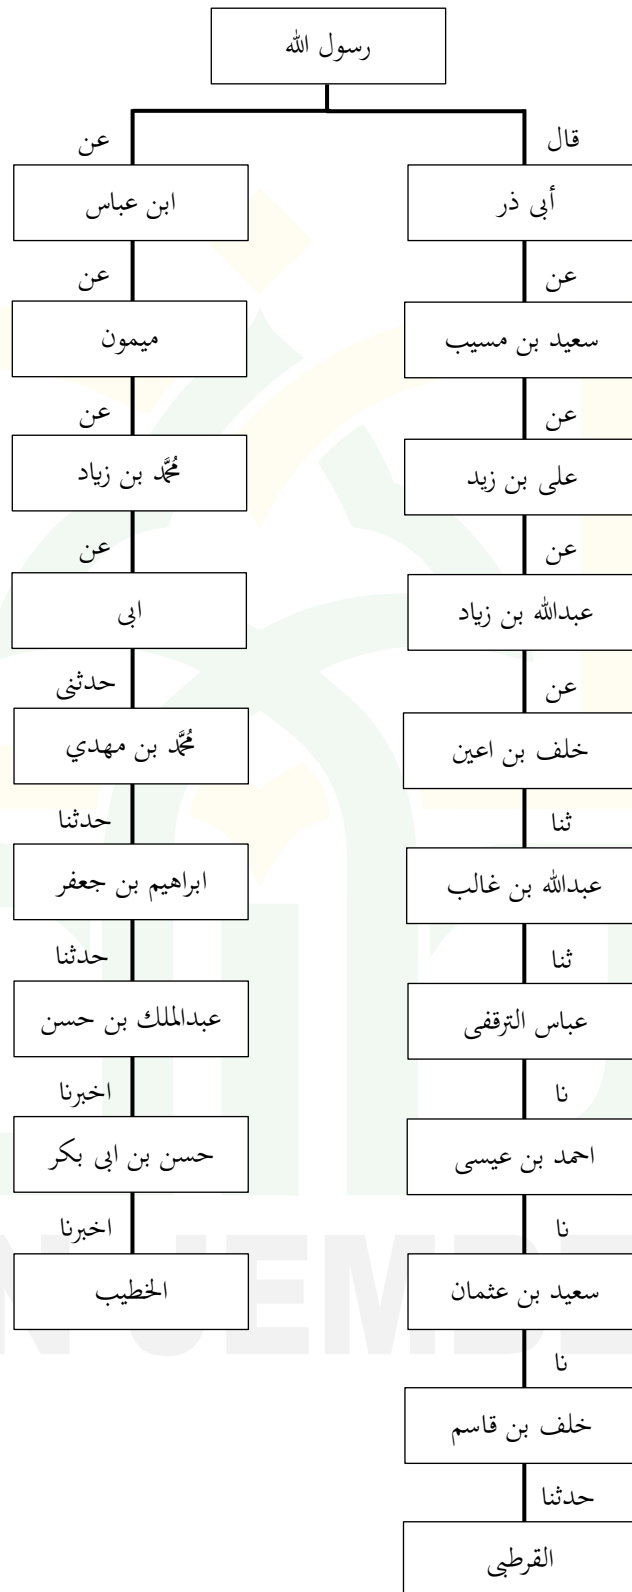 رسول الله
قال
عن
أبى ذر
ابن عباس
عن
عن
سعيد بن مسيب
ميمون
عن
عن
على بن زيد
مُحَمَّد بن زياد
عن
عن
عبدالله بن زياد
ابى
عن
حدثنى
خلف بن اعين
مُحَمَّد بن مهدي
ثنا
حدثنا
عبدالله بن غالب
ابراهيم بن جعفر
ثنا
حدثنا
عباس الترقفى
عبدالملك بن حسن
نا
اخبرنا
احمد بن عيسى
حسن بن ابى بكر
نا
اخبرنا
سعيد بن عثمان
الخطيب
نا
خلف بن قاسم
حدثنا
القرطبى
N JEMBE